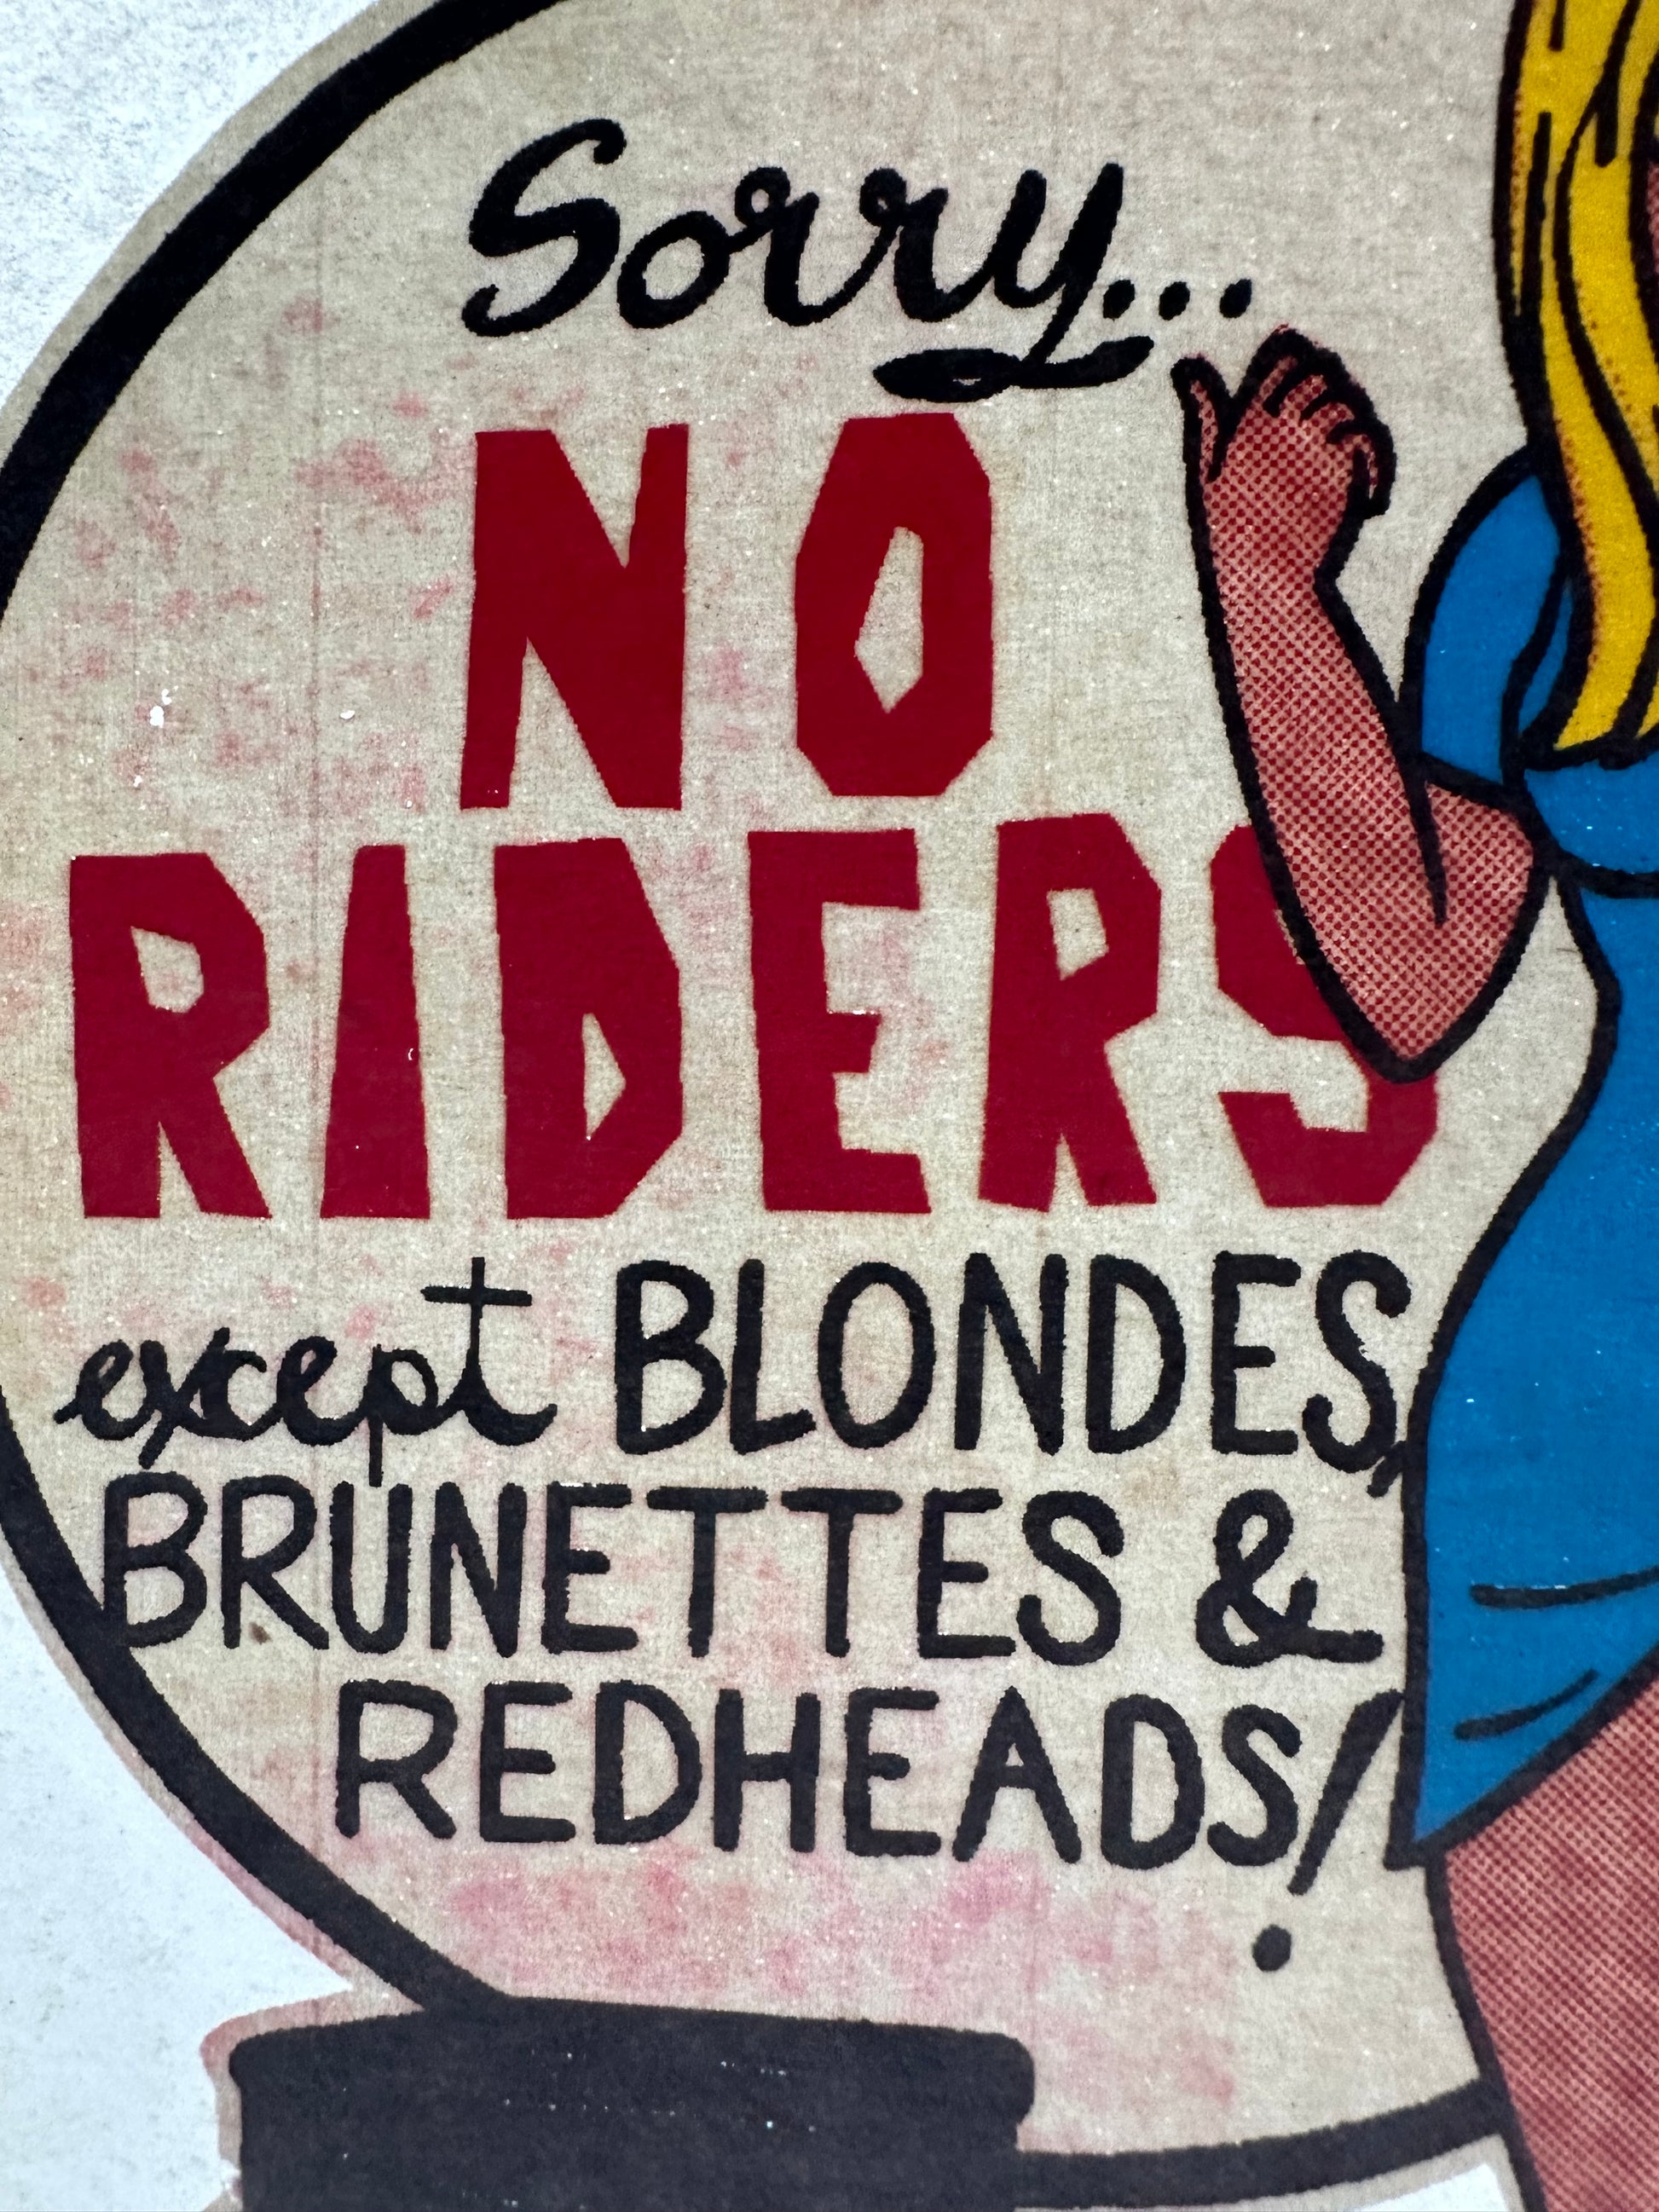 Sorry...
NO
RIDERS
except BLONDES,
BRUNETTES &
REDHEADS!